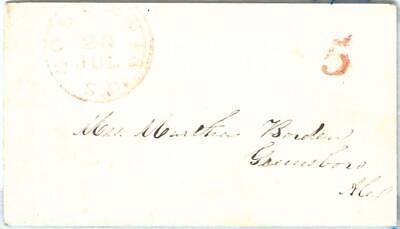 20
JUL
S.C.
5
Mrs. Martha Borden
Greensboro
Ala